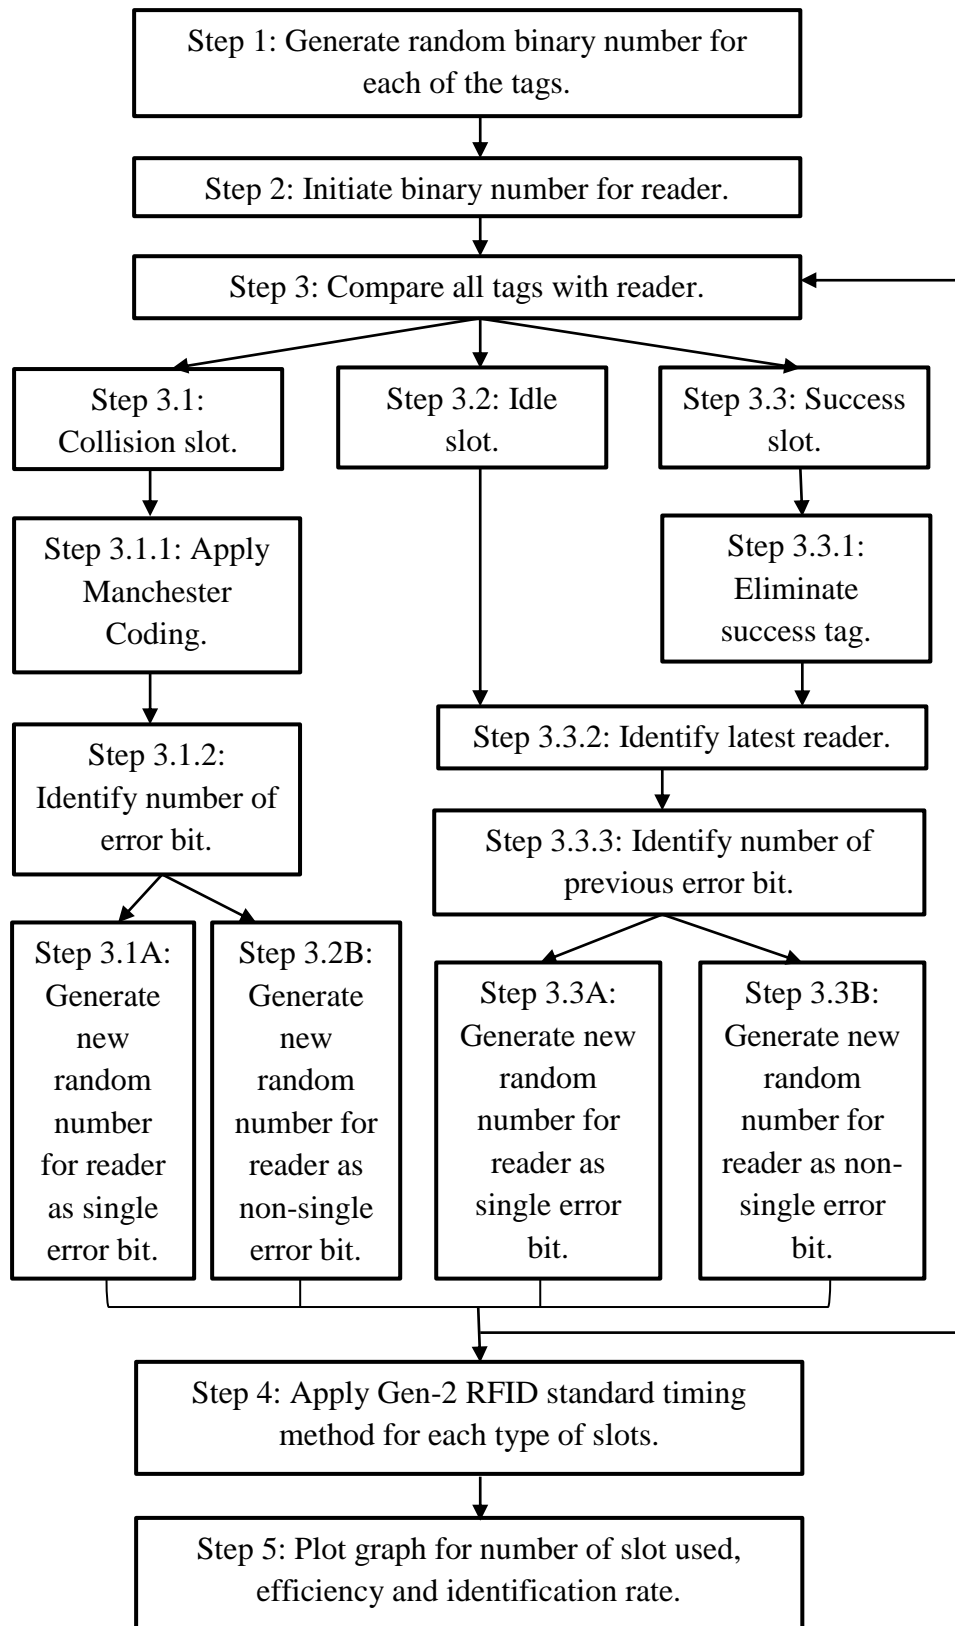 Step 1: Generate random binary number for
each of the tags.
Step 2: Initiate binary number for reader.
Step 3: Compare all tags with reader.
Step 3.1:
Collision slot.
Step 3.2: Idle
slot.
Step 3.3: Success
slot.
Step 3.1.1: Apply
Manchester
Coding.
Step 3.3.1:
Eliminate
success tag.
Step 3.1.2:
Identify number of
error bit.
Step 3.3.2: Identify latest reader.
Step 3.3.3: Identify number of
previous error bit.
Step 3.1A:
Generate
new
random
number
for reader
as single
error bit.
Step 3.2B:
Generate
new
random
number for
reader as
non-single
error bit.
Step 3.3A:
Generate new
random
number for
reader as
single error
bit.
Step 3.3B:
Generate new
random
number for
reader as non-
single error
bit.
Step 4: Apply Gen-2 RFID standard timing
method for each type of slots.
Step 5: Plot graph for number of slot used,
efficiency and identification rate.